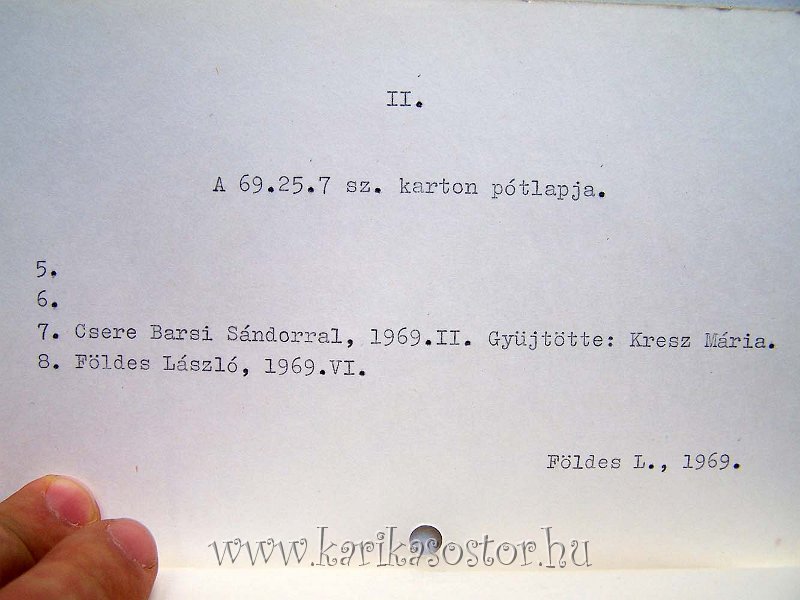 II.
A 69.25.7 sz. karton pótlapja.
5.
6.
7. Csere Barsi Sándorral, 1969.II. Gyüjtötte: Kresz Mária.
8. Földes László, 1969.VI.
Földes L., 1969.
www.karikasostor.hu